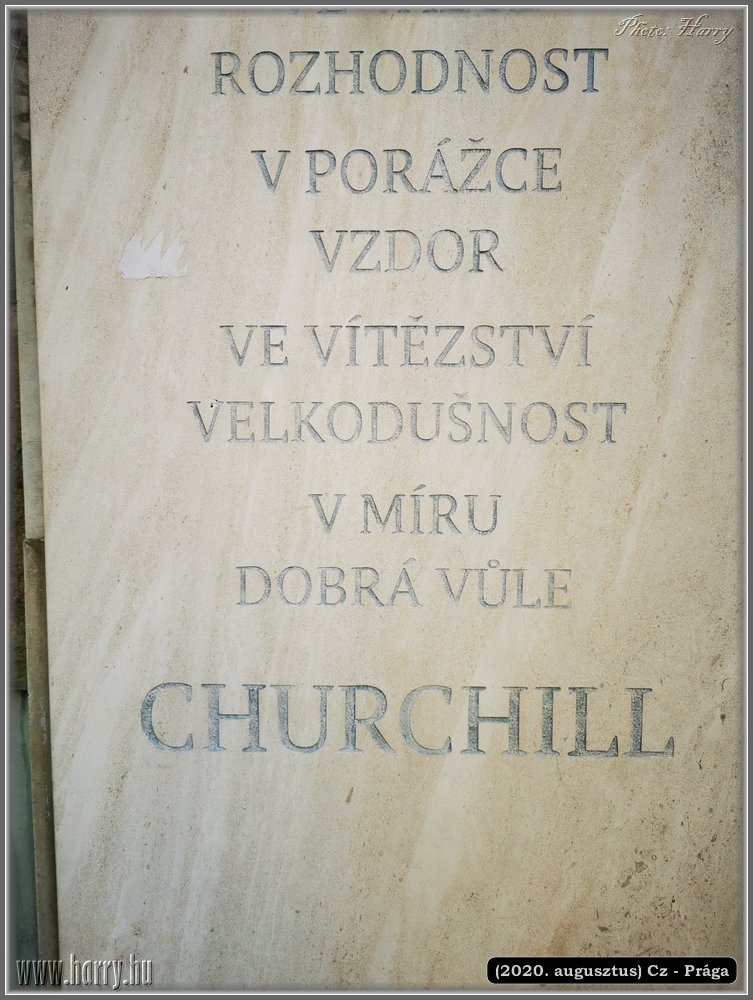 Photo: Harry
ROZHODNOST
V PORÁŽCE
VZDOR
VE VÍTĚZSTVÍ
VELKODUŠNOST
V MÍRU
DOBRÁ VŮLE
CHURCHILL
www.harry.hu
(2020. augusztus) Cz - Prága